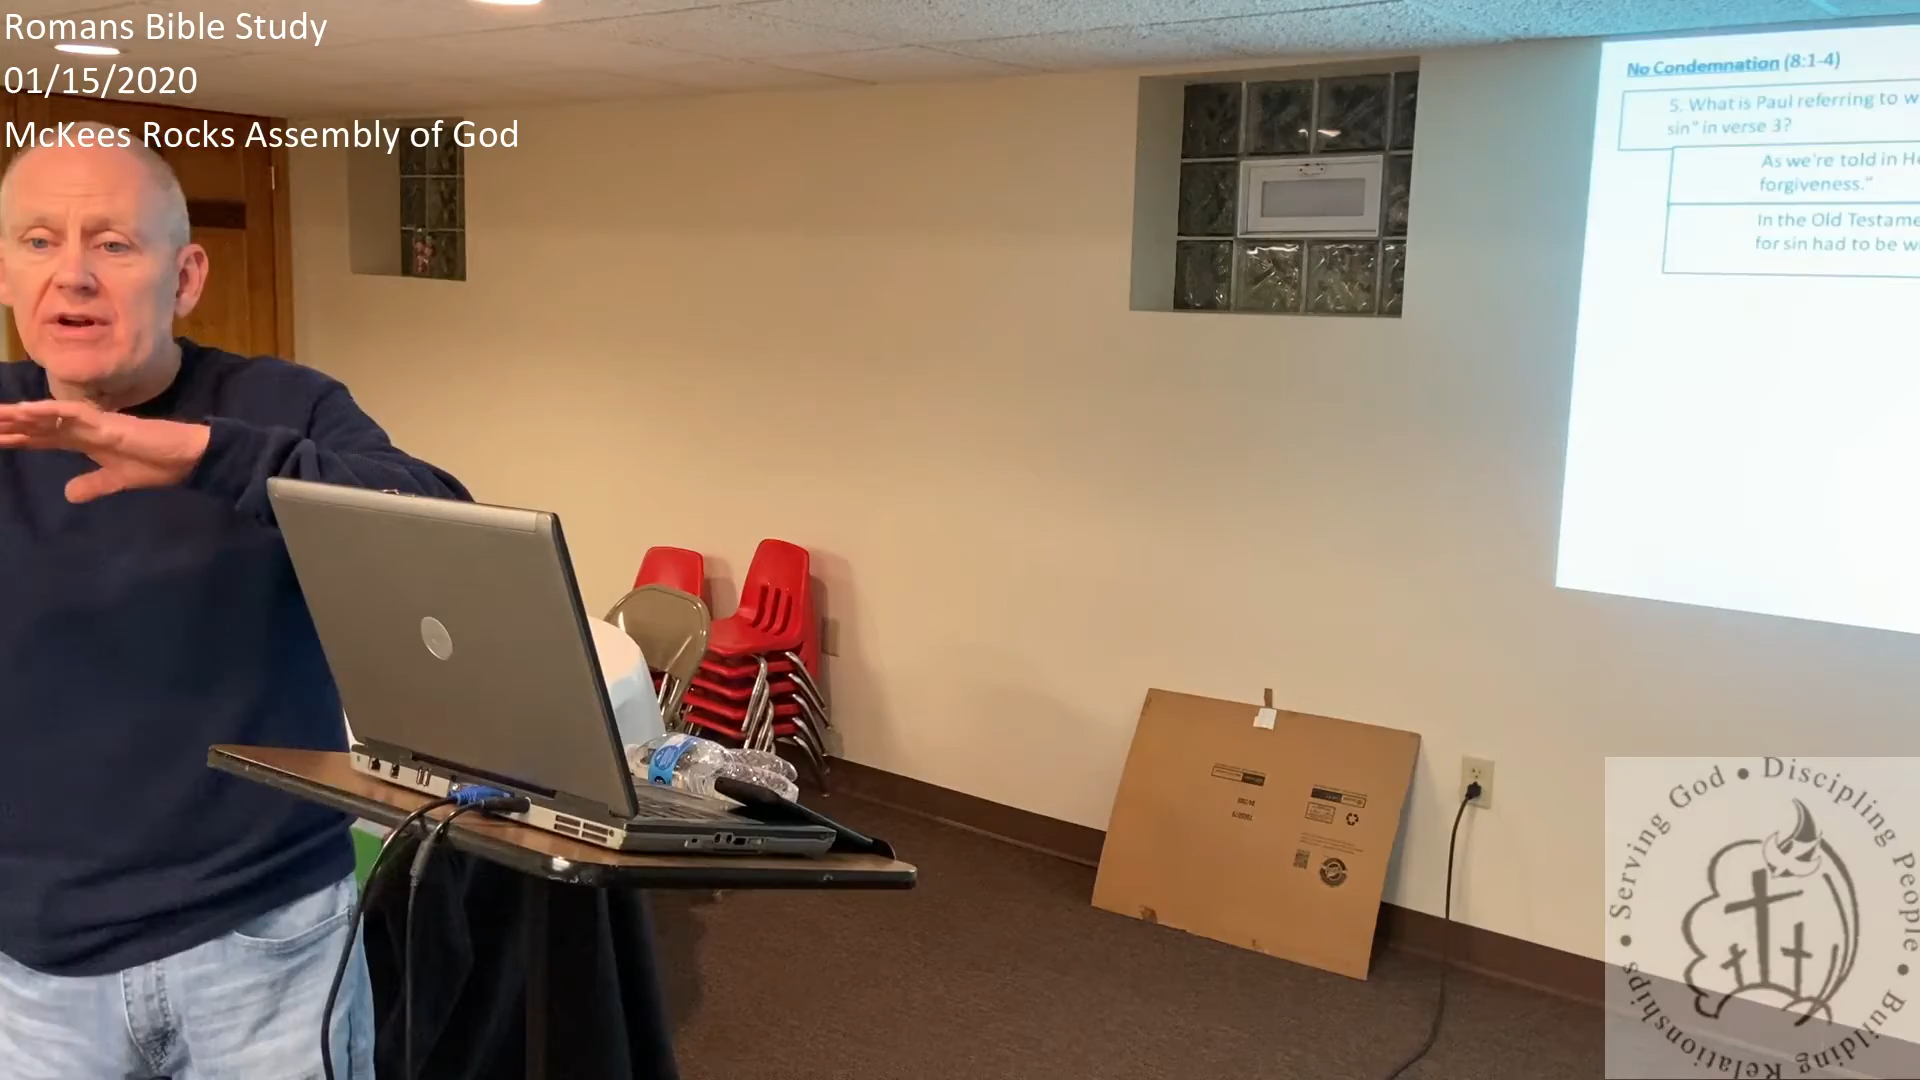 Romans Bible Study
01/15/2020
McKees Rocks Assembly of God
No Condemnation (8:1-4)
5. What is Paul referring to w
sin" in verse 3?
As we're told in He
forgiveness."
In the Old Testame
for sin had to be w
Serving God • Discipling People • Building Relationships •